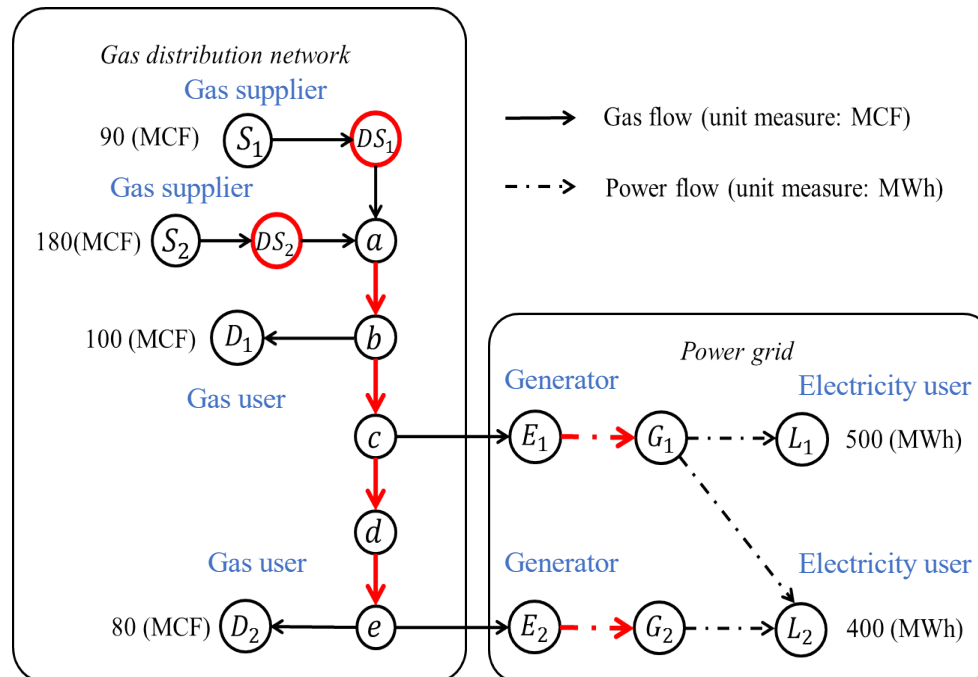 Gas distribution network
Gas supplier
90 (MCF)
S1
DS1
Gas supplier
180(MCF)
S2
DS2
a
100 (MCF)
D1
b
Gas user
c
d
Gas user
80 (MCF)
D2
e
Gas flow (unit measure: MCF)
Power flow (unit measure: MWh)
Power grid
Generator
Electricity user
E1
G1
L1
500 (MWh)
Generator
Electricity user
E2
G2
L2
400 (MWh)